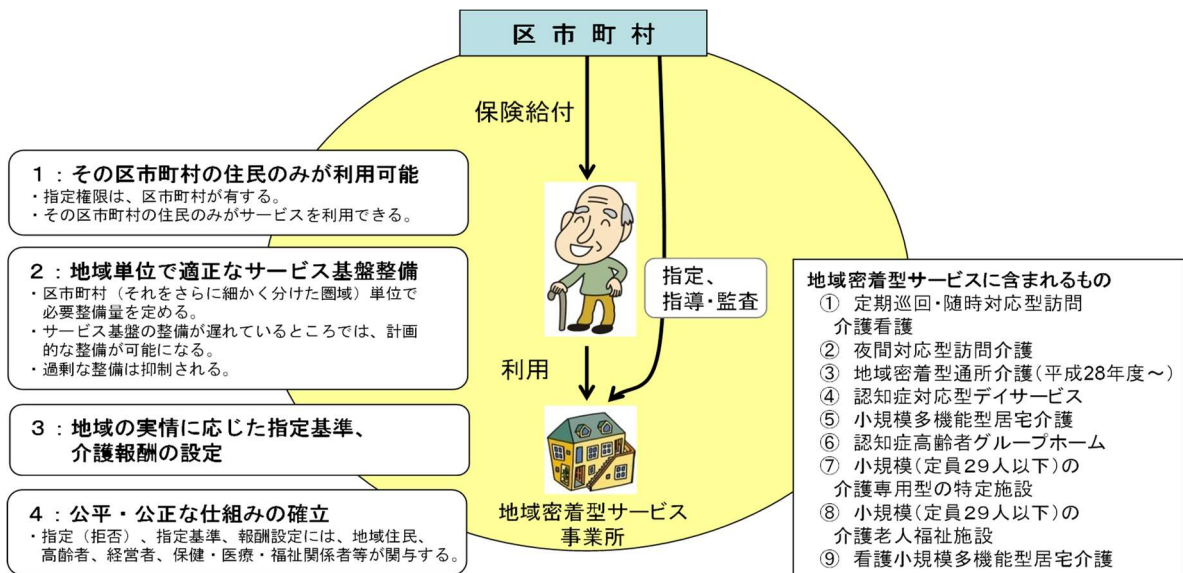 区市町村
保険給付
1：その区市町村の住民のみが利用可能
・指定権限は、区市町村が有する。
・その区市町村の住民のみがサービスを利用できる。
2：地域単位で適正なサービス基盤整備
・区市町村（それをさらに細かく分けた圏域）単位で
必要整備量を定める。
・サービス基盤の整備が遅れているところでは、計画
的な整備が可能になる。
・過剰な整備は抑制される。
3：地域の実情に応じた指定基準、
介護報酬の設定
4：公平・公正な仕組みの確立
・指定（拒否）、指定基準、報酬設定には、地域住民、
高齢者、経営者、保健・医療・福祉関係者等が関与する。
指定、
指導・監査
利用
地域密着型サービス
事業所
地域密着型サービスに含まれるもの
① 定期巡回・随時対応型訪問
介護看護
② 夜間対応型訪問介護
③ 地域密着型通所介護(平成28年度～)
④ 認知症対応型デイサービス
⑤ 小規模多機能型居宅介護
⑥ 認知症高齢者グループホーム
⑦ 小規模(定員29人以下)の
介護専用型の特定施設
⑧ 小規模(定員29人以下)の
介護老人福祉施設
⑨ 看護小規模多機能型居宅介護